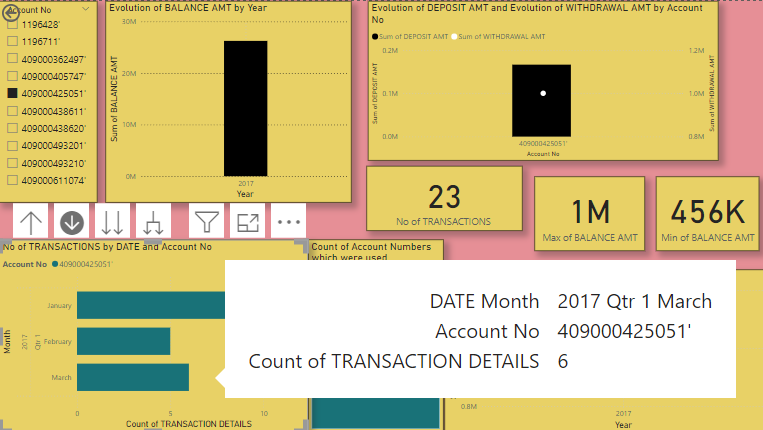 Account No
1196428'
1196711'
409000362497'
409000405747'
409000425051'
409000438611'
409000438620'
409000493201'
409000493210'
409000611074'
Evolution of BALANCE AMT by Year
Sum of BALANCE AMT
30M
20M
10M
0M
2017
Year
Evolution of DEPOSIT AMT and Evolution of WITHDRAWAL AMT by Account
No
Sum of DEPOSIT AMT Sum of WITHDRAWAL AMT
Sum of DEPOSIT AMT
0.2M
0.1M
0.0M
1.2M
1.0M
0.8M
Sum of WITHDRAWAL AMT
409000425051'
Account No
23
No of TRANSACTIONS
1M
Max of BALANCE AMT
456K
Min of BALANCE AMT
No of TRANSACTIONS by DATE and Account No
Account No 409000425051'
Month
2017
Qtr 1
January
February
March
0
5
10
Count of TRANSACTION DETAILS
Count of Account Numbers
which were used
DATE Month 2017 Qtr 1 March
Account No 409000425051'
Count of TRANSACTION DETAILS 6
0.8M
2017
Year